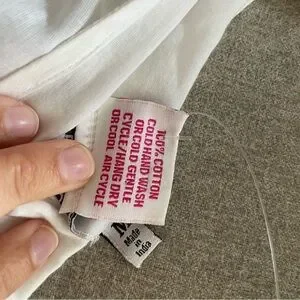 100% COTTON
COLD HAND WASH
OR COLD GENTLE
CYCLE/HANG DRY
OR COOL AIR CYCLE
M
Made
in
India